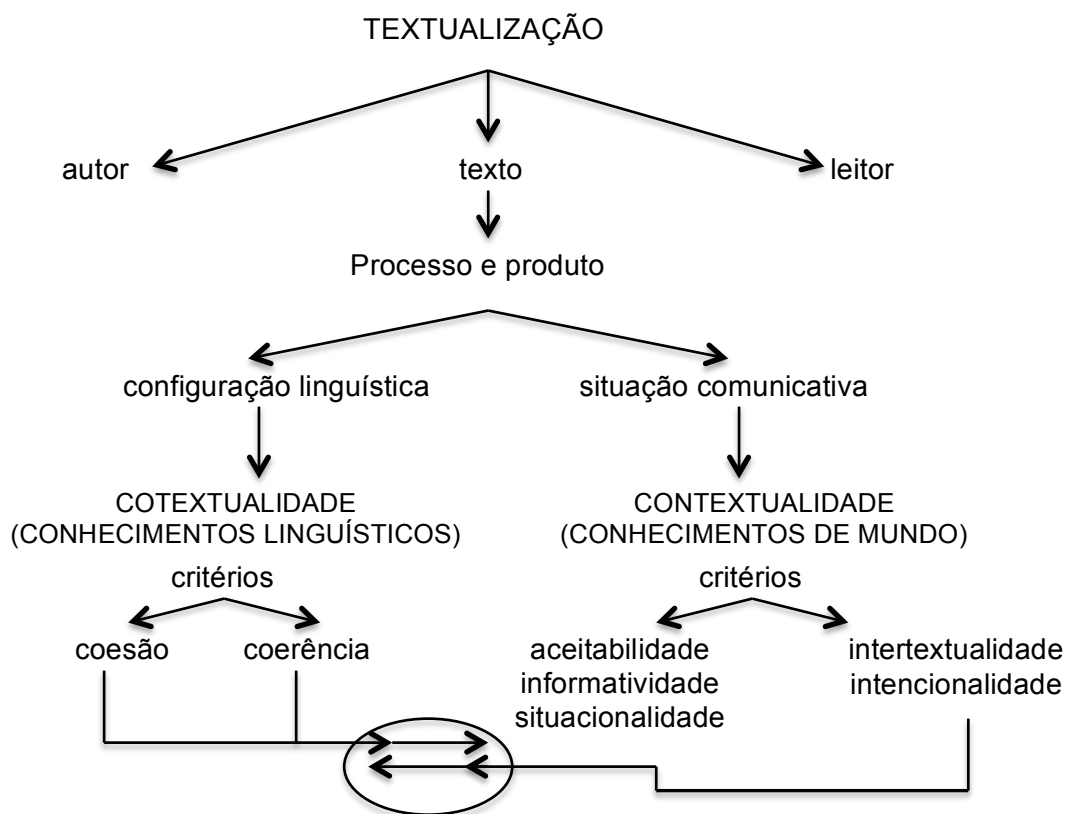 TEXTUALIZAÇÃO
autor
texto
leitor
Processo e produto
configuração linguística
situação comunicativa
COTEXTUALIDADE
(CONHECIMENTOS LINGUÍSTICOS)
critérios
coesão
coerência
CONTEXTUALIDADE
(CONHECIMENTOS DE MUNDO)
critérios
aceitabilidade
informatividade
situacionalidade
intertextualidade
intencionalidade